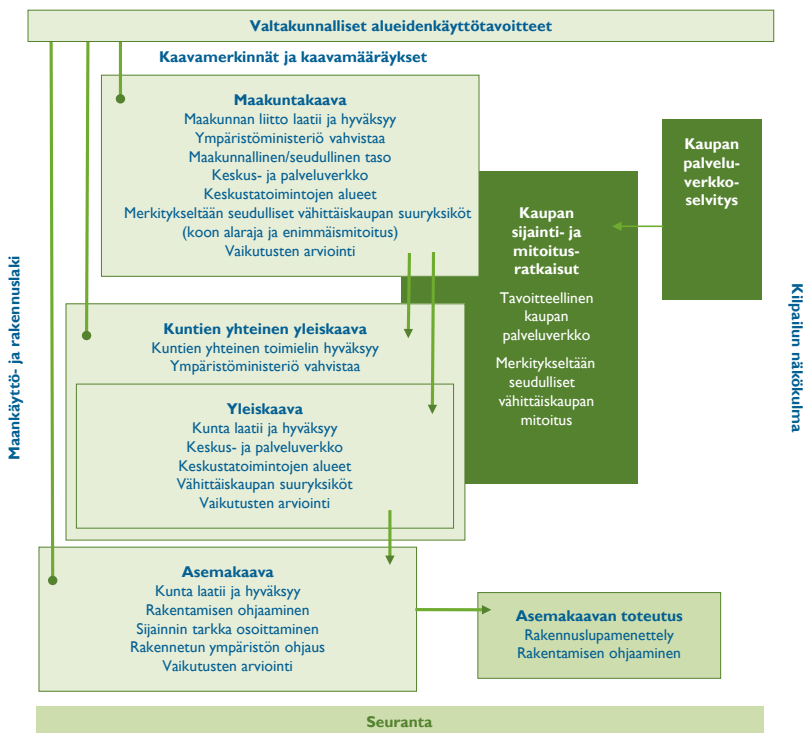 Valtakunnalliset alueidenkäyttötavoitteet
Kaavamerkinnät ja kaavamääräykset
Maakuntakaava
Maakunnan liitto laatii ja hyväksyy
Ympäristöministeriö vahvistaa
Maakunnallinen/seudullinen taso
Keskus- ja palveluverkko
Keskustatoimintojen alueet
Merkitykseltään seudulliset vähittäiskaupan suuryksiköt
(koon alaraja ja enimmäismitoitus)
Vaikutusten arviointi
Kaupan
palvelu-
verkko-
selvitys
Kaupan
sijainti- ja
mitoitus-
ratkaisut
Tavoitteellinen
kaupan
palveluverkko
Merkitykseltään
seudulliset
vähittäiskaupan
mitoitus
Maankäyttö- ja rakennuslaki
Kilpailun näkökulma
Kuntien yhteinen yleiskaava
Kuntien yhteinen toimielin hyväksyy
Ympäristöministeriö vahvistaa
Yleiskaava
Kunta laatii ja hyväksyy
Keskus- ja palveluverkko
Keskustatoimintojen alueet
Vähittäiskaupan suuryksiköt
Vaikutusten arviointi
Asemakaava
Kunta laatii ja hyväksyy
Rakentamisen ohjaaminen
Sijainnin tarkka osoittaminen
Rakennetun ympäristön ohjaus
Vaikutusten arviointi
Asemakaavan toteutus
Rakennuslupamenettely
Rakentamisen ohjaaminen
Seuranta